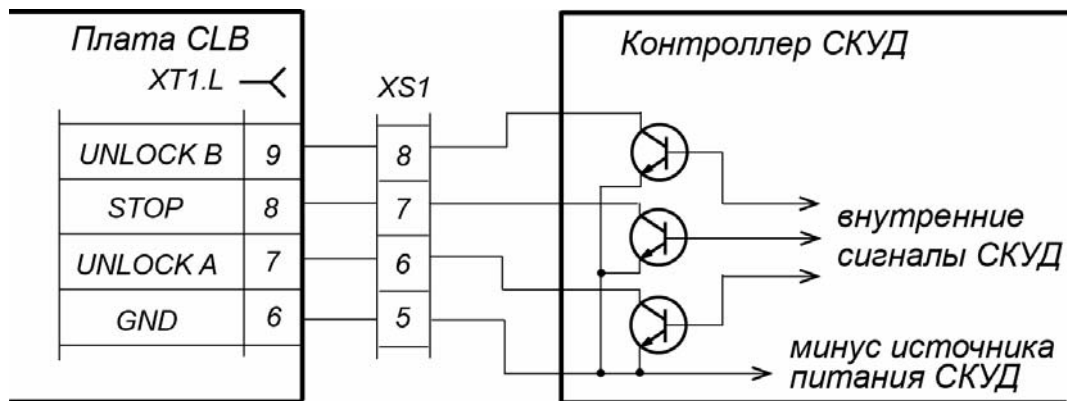 Плата CLB
XT1.L
XS1
UNLOCK B 9 8
STOP 8 7
UNLOCK A 7 6
GND 6 5
Контроллер СКУД
внутренние
сигналы СКУД
минус источника
питания СКУД